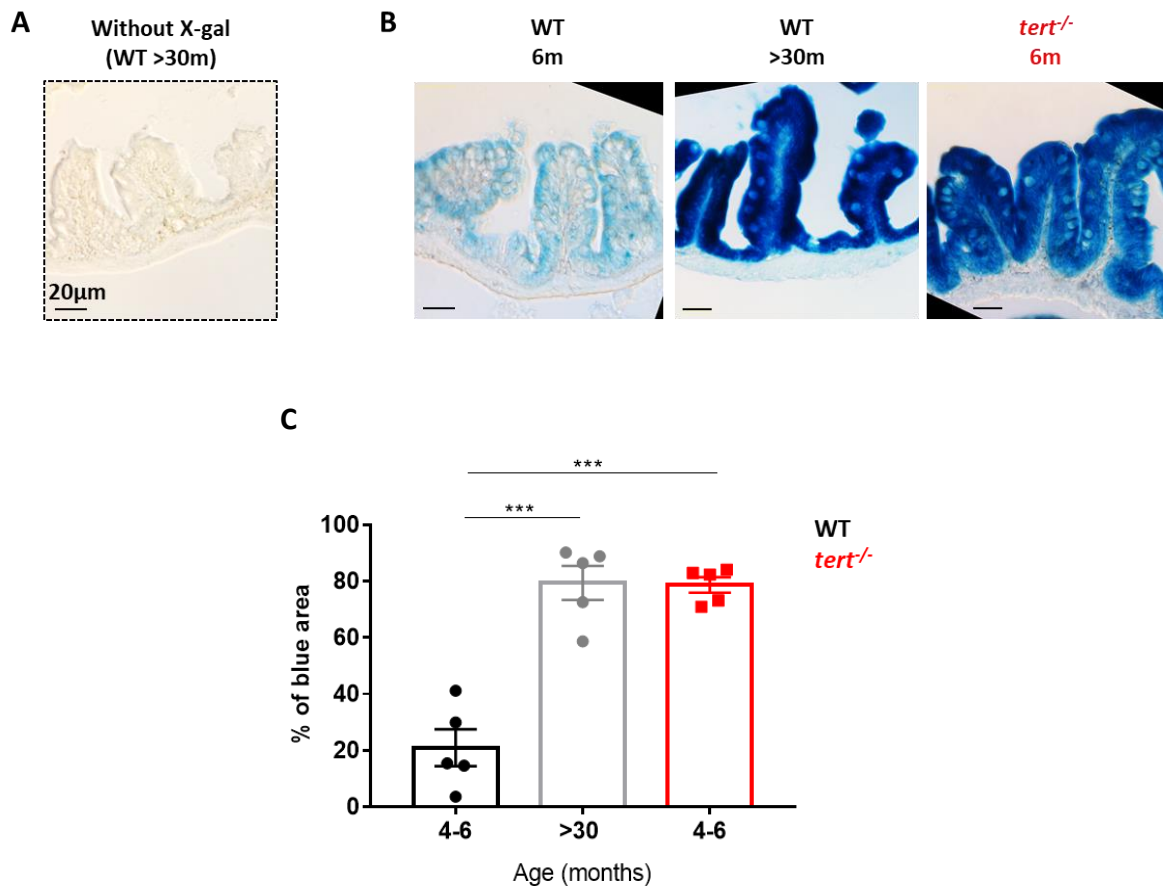 A
Without X-gal
(WT >30m)
20µm
B
WT
6m
WT
>30m
tert-/-
6m
C
***
***
WT
tert-/-
% of blue area
100
80
60
40
20
0
4-6
>30
4-6
Age (months)